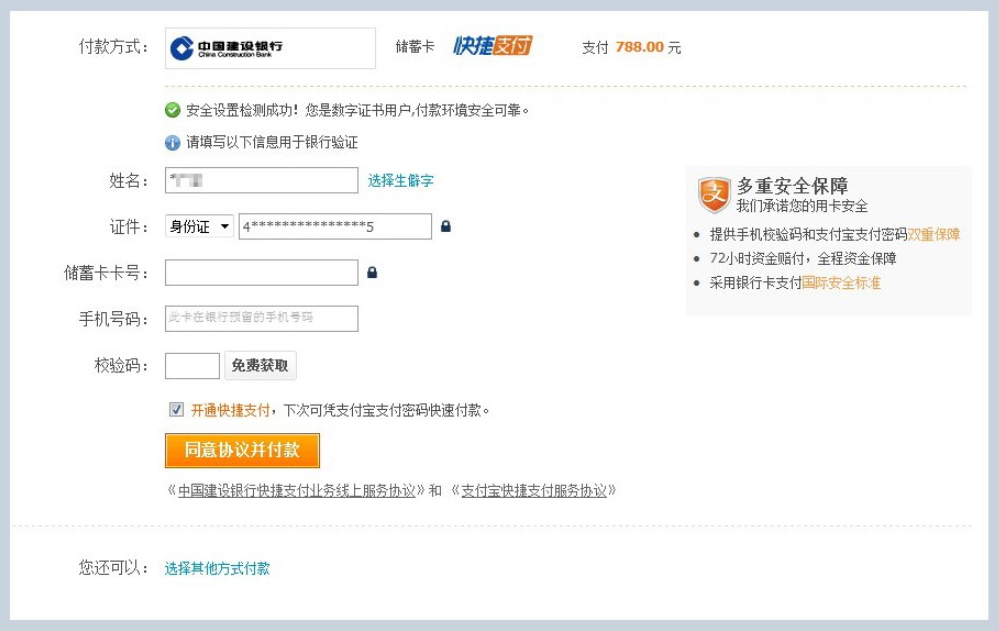 付款方式：
中国建设银行
China Construction Bank
储蓄卡
快捷支付
支付 788.00 元
安全设置检测成功！您是数字证书用户,付款环境安全可靠。
请填写以下信息用于银行验证
姓名：
选择生僻字
证件：
身份证
4***************5
储蓄卡卡号：
手机号码：
此卡在银行预留的手机号码
校验码：
免费获取
开通快捷支付，下次可凭支付宝支付密码快速付款。
同意协议并付款
《中国建设银行快捷支付业务线上服务协议》和 《支付宝快捷支付服务协议》
您还可以：
选择其他方式付款
支
多重安全保障
我们承诺您的用卡安全
• 提供手机校验码和支付宝支付密码双重保障
• 72小时资金赔付，全程资金保障
• 采用银行卡支付国际安全标准